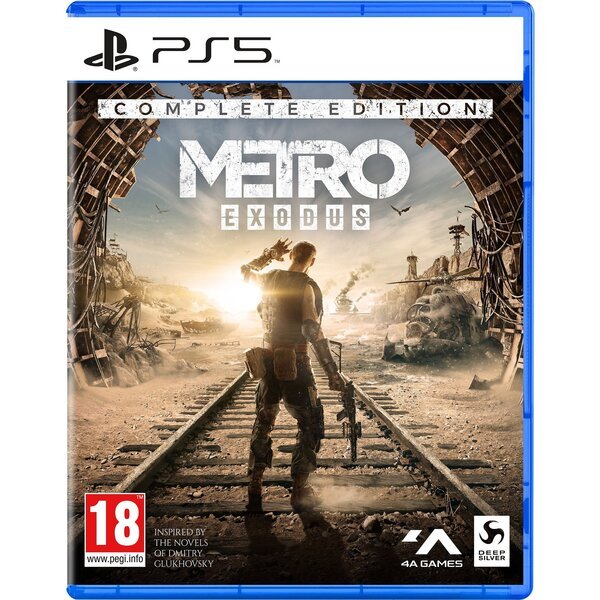 PS5
COMPLETE EDITION
METRO
EXODUS
18
www.pegi.info
INSPIRED BY
THE NOVELS
OF DMITRY
GLUKHOVSKY
4A GAMES
DEEP
SILVER